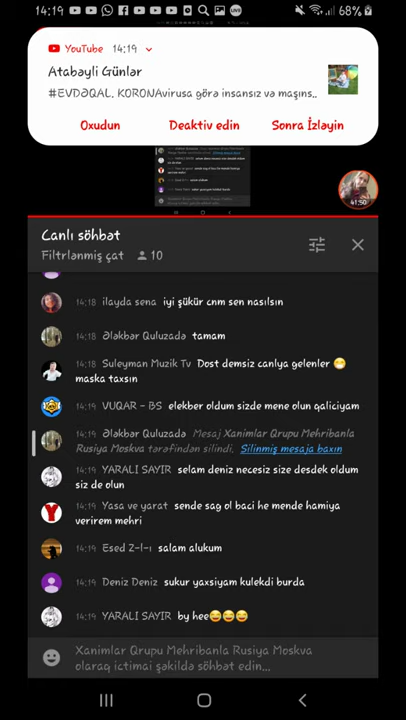 14:19
68%
YouTube 14:19
Atabəyli Günlər
#EVDƏQAL, KORONAvirusa görə insansız və maşıns..
Oxudun
Deaktiv edin
Sonra İzləyin
41:50
Canlı söhbət
Filtrlənmiş çat 10
14:18 ilayda sena iyi şükür cnm sen nasılsın
14:18 Ələkbər Quluzadə tamam
14:18 Suleyman Muzik Tv Dost demsiz canlya gelenler
maska taxsın
14:19 VUQAR - BS elekber oldum sizde mene olun qaliciyam
14:19 Ələkbər Quluzadə Mesaj Xanimlar Qrupu Mehribanla
Rusiya Moskva tərəfindən silindi. Silinmiş mesaja baxın
14:19 YARALI SAYIR selam deniz necesiz size desdek oldum
siz de olun
14:19 Yasa ve yarat sende sag ol baci he mende hamiya
verirem mehri
14:19 Esed 2-l-ı salam alukum
14:19 Deniz Deniz sukur yaxsiyam kulekdi burda
14:19 YARALI SAYIR by hee😅😅😅
Xanimlar Qrupu Mehribanla Rusiya Moskva
olaraq ictimai şəkildə söhbət edin...